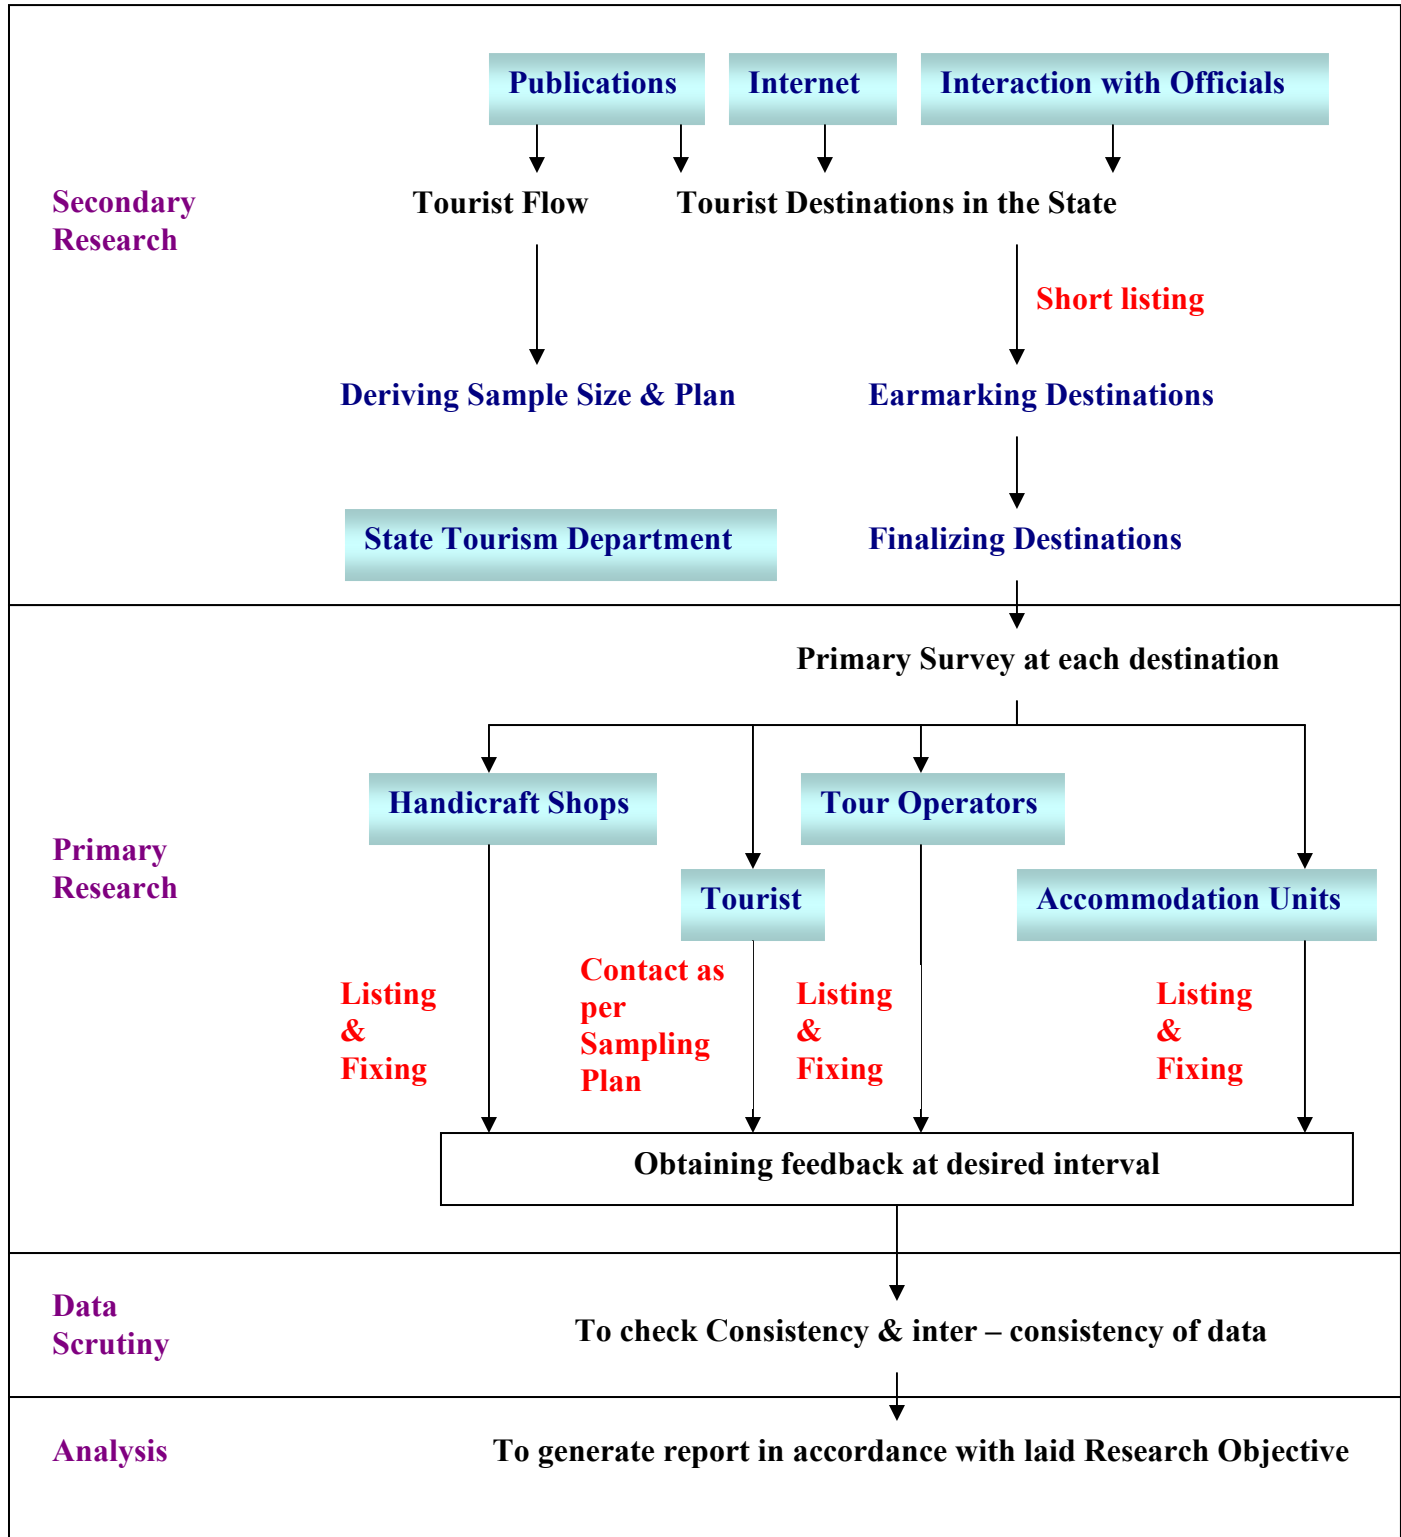 Publications Internet Interaction with Officials
Secondary
Research
Tourist Flow Tourist Destinations in the State
Short listing
Deriving Sample Size & Plan Earmarking Destinations
State Tourism Department Finalizing Destinations
Primary Survey at each destination
Handicraft Shops Tour Operators
Primary
Research
Tourist Accommodation Units
Listing
&
Fixing
Contact as
per
Sampling
Plan
Listing
&
Fixing
Listing
&
Fixing
Obtaining feedback at desired interval
Data
Scrutiny
To check Consistency & inter – consistency of data
Analysis To generate report in accordance with laid Research Objective